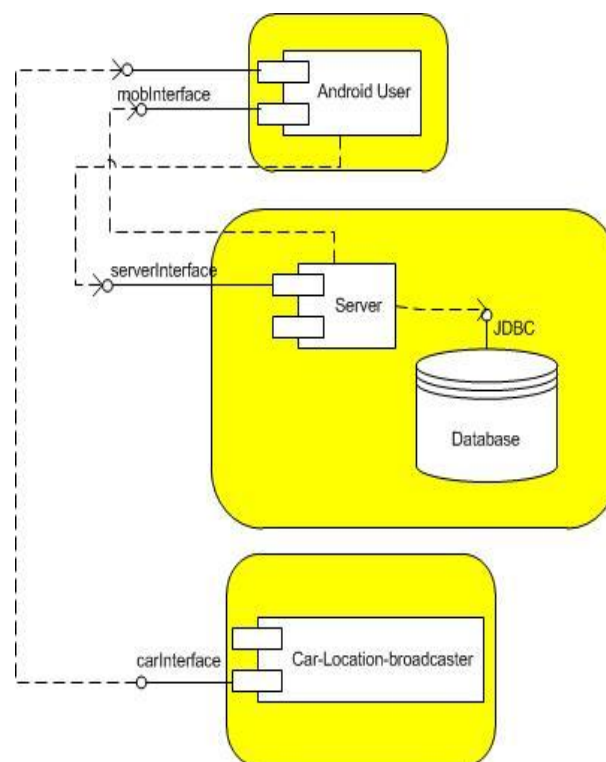 Android User
mobInterface
serverInterface
Server
JDBC
Database
carInterface
Car-Location-broadcaster